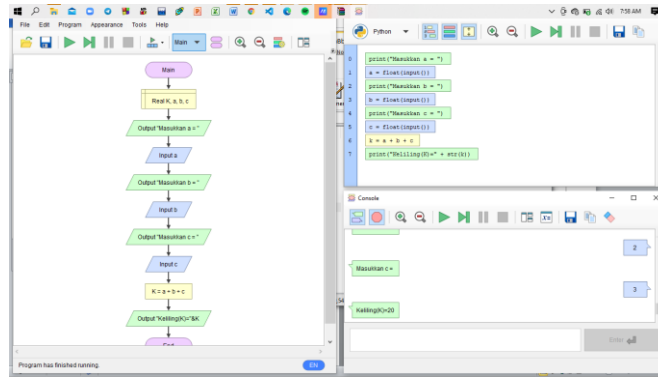 7:58 AM
File Edit Program Appearance Tools Help
Main
Main
Real K, a, b, c
Output "Masukkan a = "
Input a
Output "Masukkan b = "
Input b
Output "Masukkan c = "
Input c
K = a + b + c
Output "Keliling(K)="&K
End
Program has finished running.
EN
Python
0 print("Masukkan a = ")
1 a = float(input())
2 print("Masukkan b = ")
3 b = float(input())
4 print("Masukkan c = ")
5 c = float(input())
6 k = a + b + c
7 print("Keliling(K)=" + str(k))
Console
2
Masukkan c =
3
Keliling(K)=20
Enter